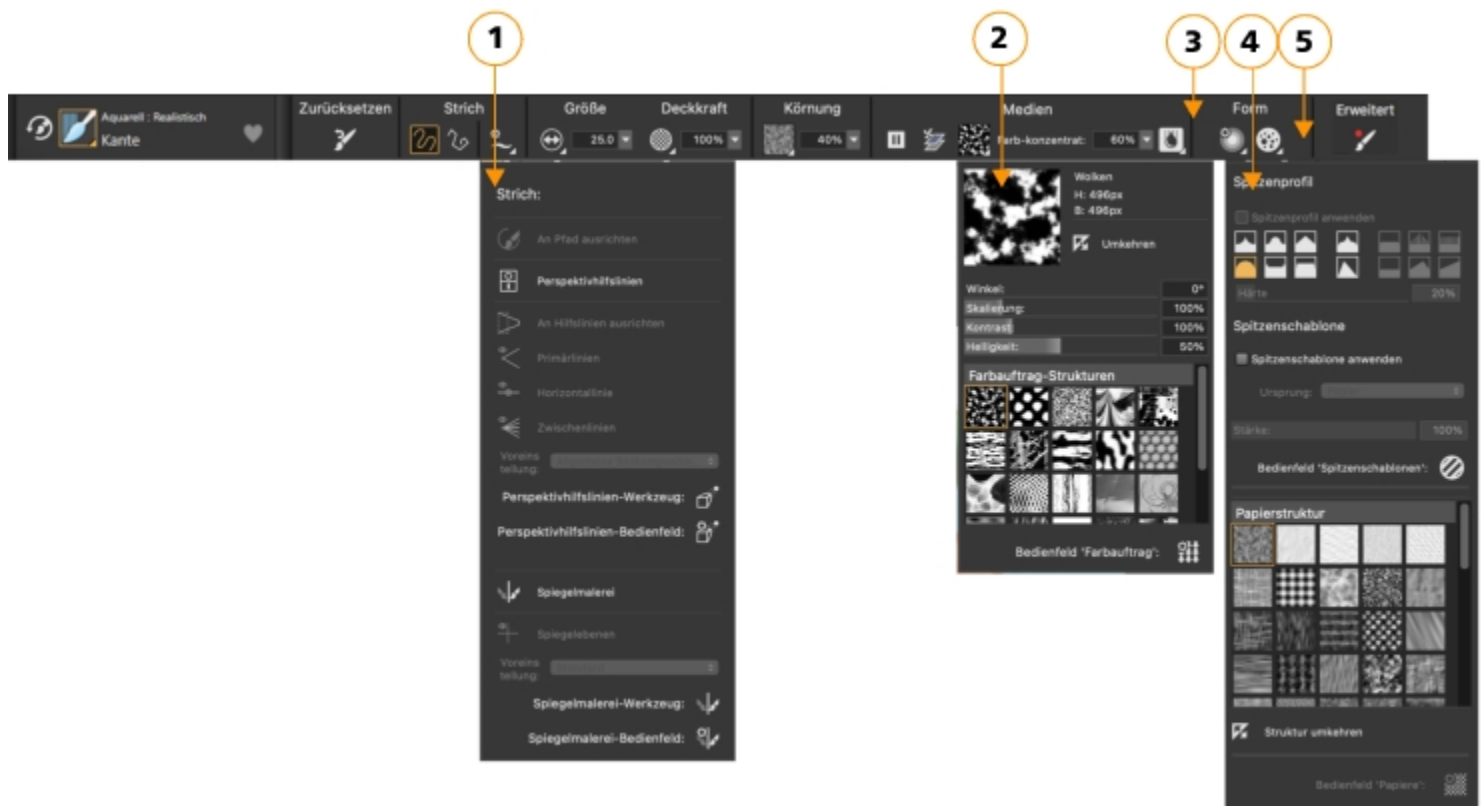 1
2
3
4
5
Zurücksetzen
Strich
Größe
Deckkraft
Körnung
Medien
Form
Erweitert
Aquarell : Realistisch
Kante
25.0
100%
40%
Farb-konzentrat:
60%
Strich:
An Pfad ausrichten
Perspektivhilfslinien
An Hilfslinien ausrichten
Primärlinien
Horizontallinie
Zwischenlinien
Voreins
tellung:
Perspektivhilfslinien-Werkzeug:
Perspektivhilfslinien-Bedienfeld:
Spiegelmalerei
Spiegelebenen
Voreins
tellung:
Spiegelmalerei-Werkzeug:
Spiegelmalerei-Bedienfeld:
Wolken
H: 496px
B: 496px
Umkehren
Winkel: 0°
Skalierung: 100%
Kontrast: 100%
Helligkeit: 50%
Farbauftrag-Strukturen
Bedienfeld 'Farbauftrag':
Spitzenprofil
Spitzenprofil anwenden
Härte 20%
Spitzenschablone
Spitzenschablone anwenden
Ursprung:
Stärke: 100%
Bedienfeld 'Spitzenschablonen':
Papierstruktur
Struktur umkehren
Bedienfeld 'Papiere':